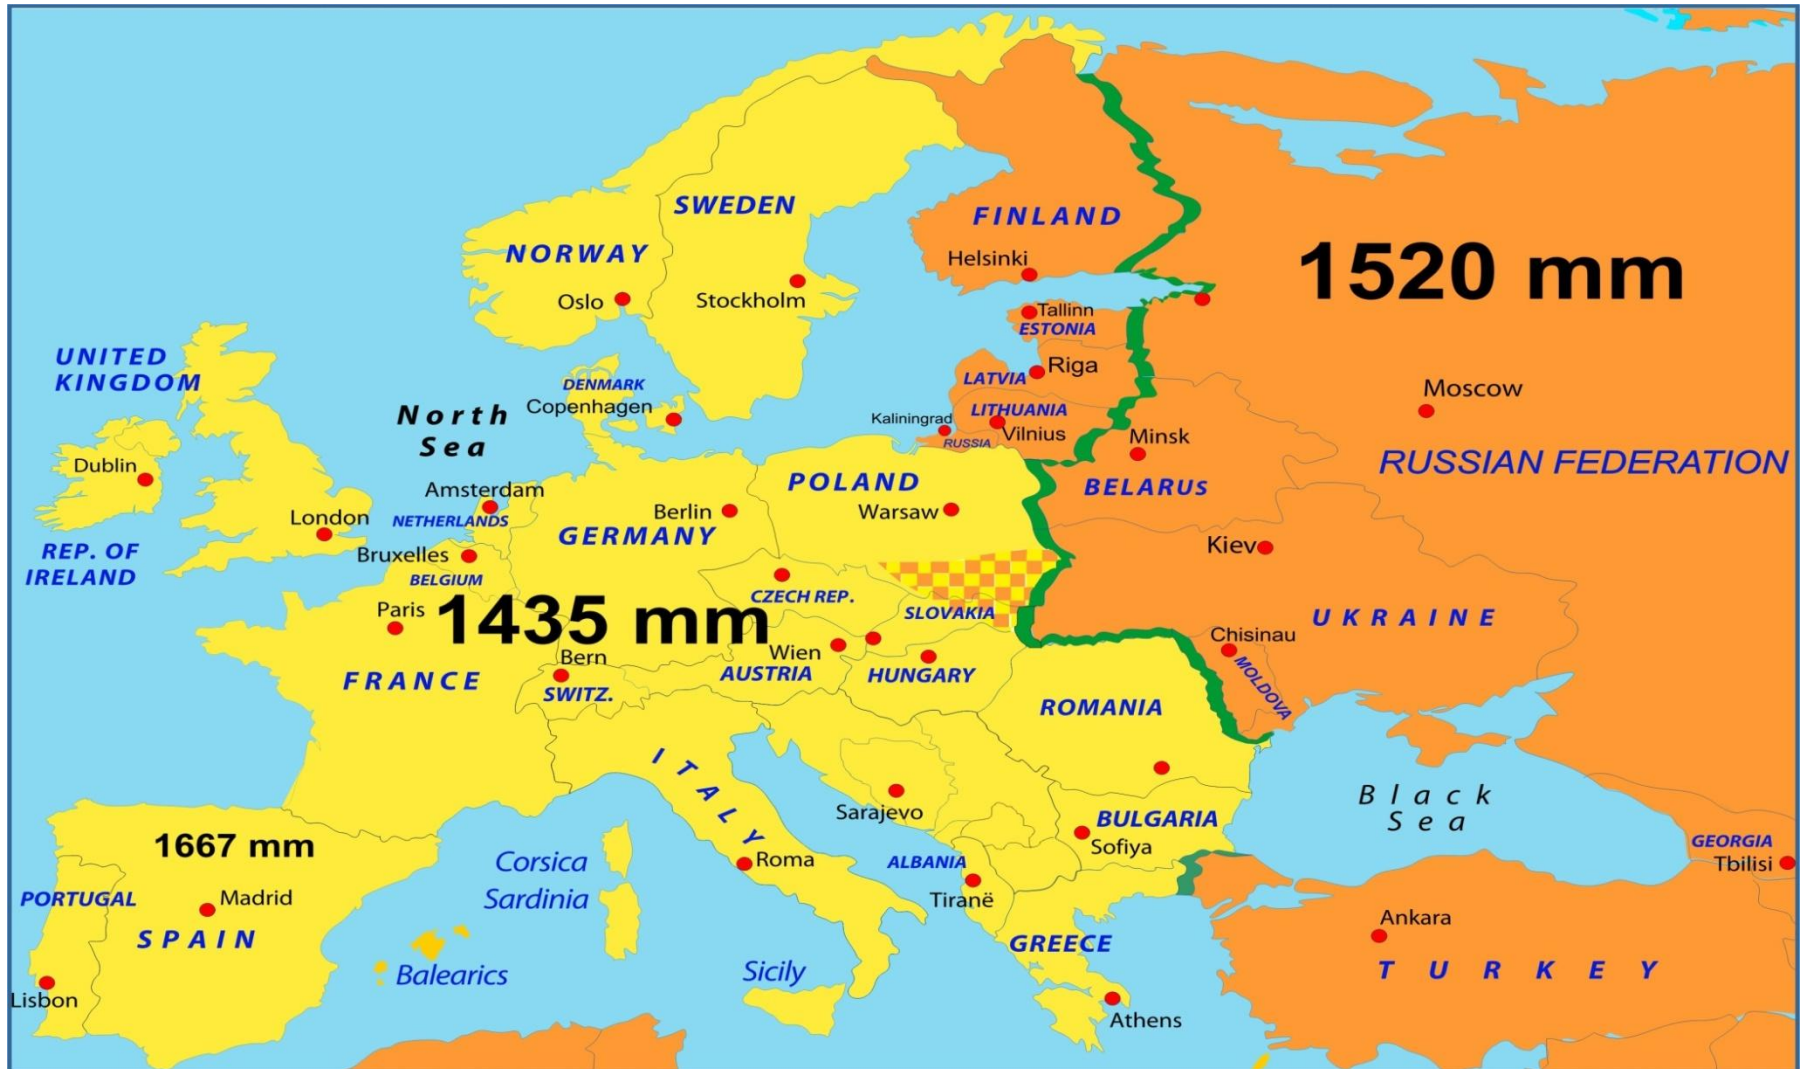 SWEDEN
FINLAND
NORWAY
Helsinki
1520 mm
Oslo
Stockholm
Tallinn
ESTONIA
UNITED
KINGDOM
DENMARK
Copenhagen
LATVIA
Riga
Moscow
North
Sea
Kaliningrad
LITHUANIA
Vilnius
RUSSIA
Minsk
Dublin
RUSSIAN FEDERATION
Amsterdam
NETHERLANDS
POLAND
BELARUS
London
Berlin
Warsaw
GERMANY
REP. OF
IRELAND
Bruxelles
BELGIUM
Kiev
CZECH REP.
Paris
1435 mm
SLOVAKIA
UKRAINE
Chisinau
MOLDOVA
Bern
Wien
FRANCE
SWITZ.
AUSTRIA
HUNGARY
ROMANIA
ITALY
Black
Sea
Sarajevo
BULGARIA
Sofiya
1667 mm
Corsica
Sardinia
Roma
ALBANIA
Tiranë
GEORGIA
Tbilisi
PORTUGAL
Madrid
SPAIN
Ankara
GREECE
TURKEY
Balearics
Sicily
Lisbon
Athens